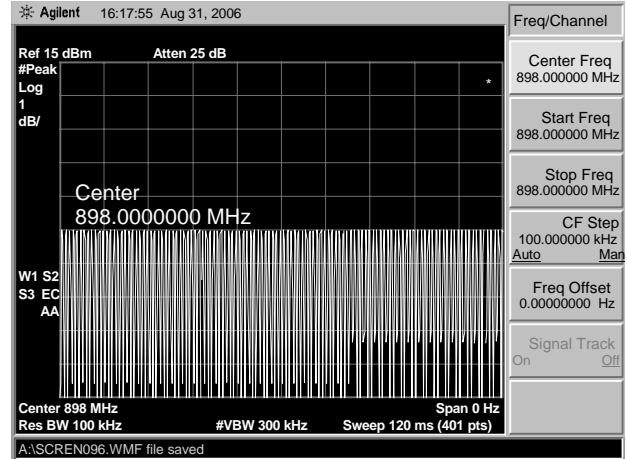 Agilent 16:17:55 Aug 31, 2006
Ref 15 dBm Atten 25 dB
#Peak
Log
1
dB/
*
Center
898.0000000 MHz
W1 S2
S3 EC
AA
Center 898 MHz Span 0 Hz
Res BW 100 kHz #VBW 300 kHz Sweep 120 ms (401 pts)
A:\SCREN096.WMF file saved
Freq/Channel
Center Freq
898.000000 MHz
Start Freq
898.000000 MHz
Stop Freq
898.000000 MHz
CF Step
100.000000 kHz
Auto Man
Freq Offset
0.00000000 Hz
Signal Track
On Off